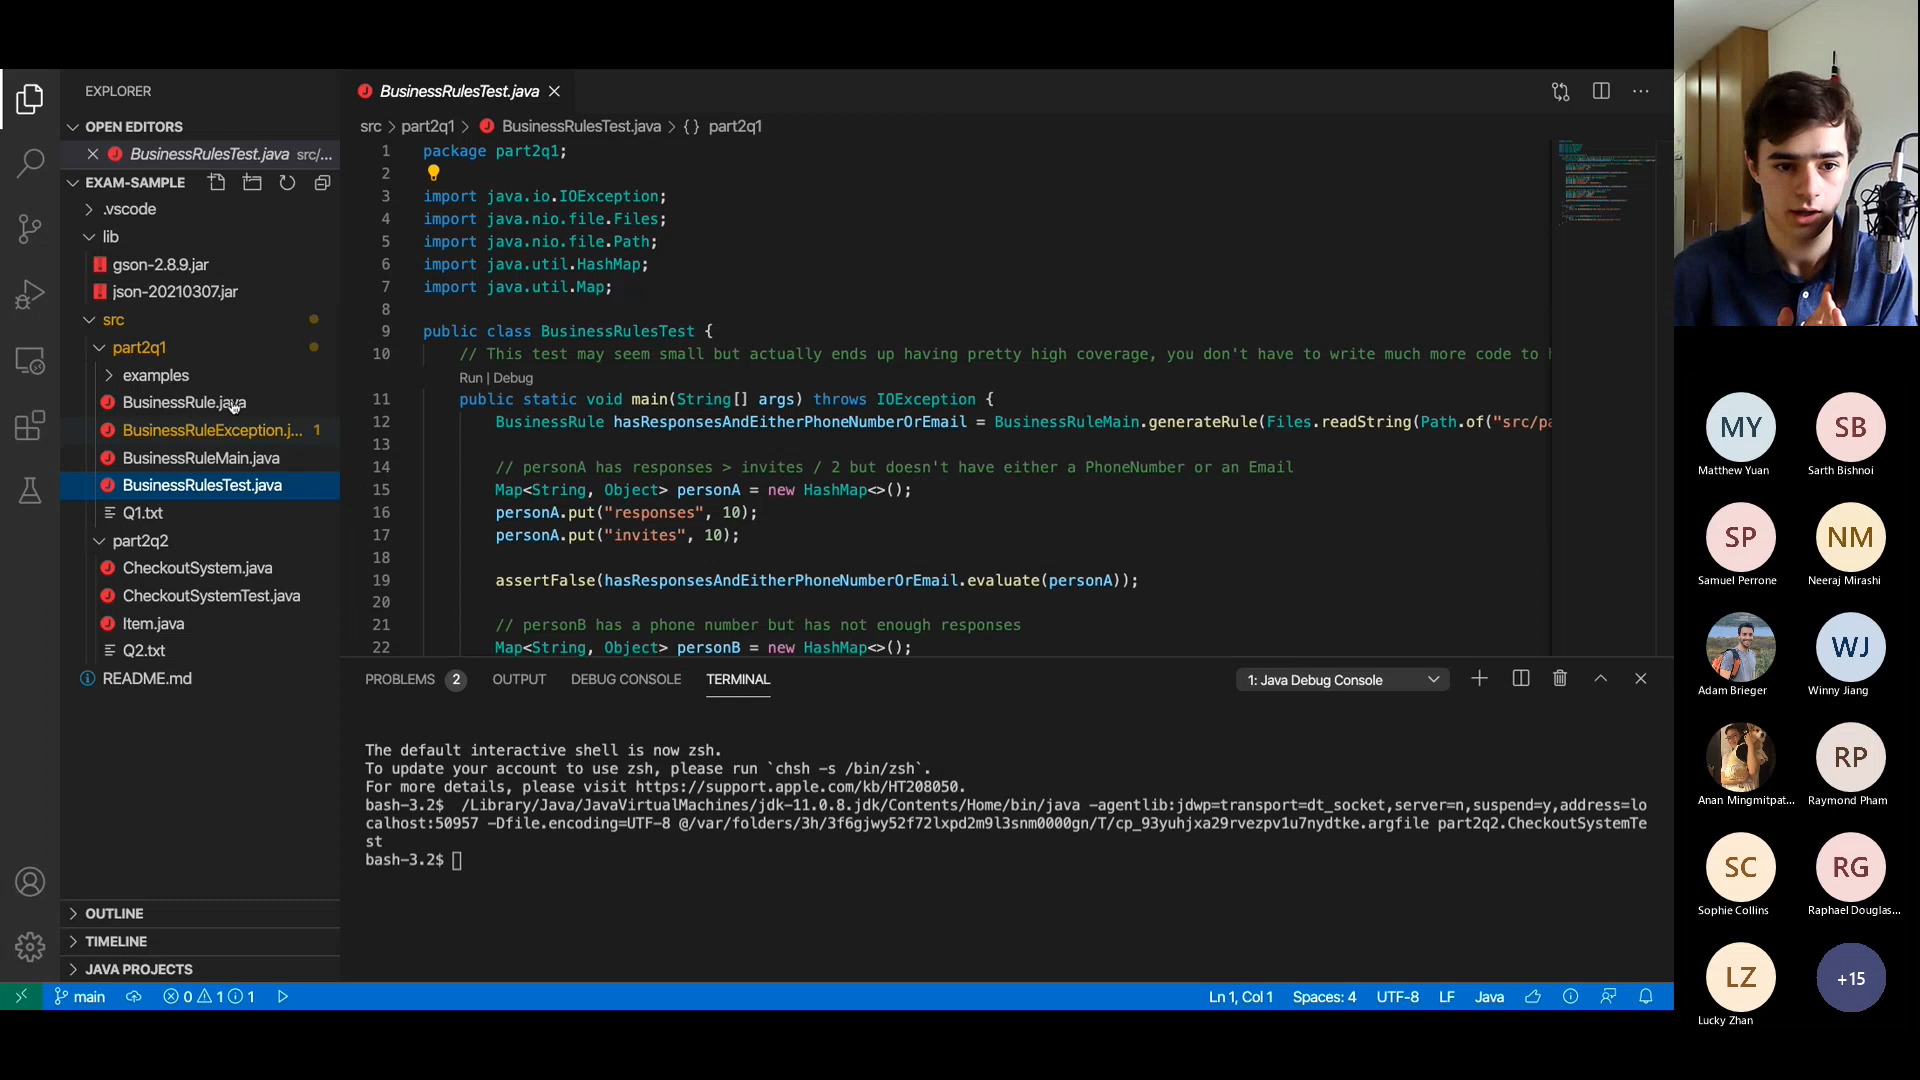 EXPLORER
OPEN EDITORS
BusinessRulesTest.java src/...
EXAM-SAMPLE
.vscode
lib
gson-2.8.9.jar
json-20210307.jar
src
part2q1
examples
BusinessRule.java
BusinessRuleException.j... 1
BusinessRuleMain.java
BusinessRulesTest.java
Q1.txt
part2q2
CheckoutSystem.java
CheckoutSystemTest.java
Item.java
Q2.txt
README.md
OUTLINE
TIMELINE
JAVA PROJECTS
BusinessRulesTest.java
src > part2q1 > BusinessRulesTest.java > {} part2q1
1 package part2q1;
2
3 import java.io.IOException;
4 import java.nio.file.Files;
5 import java.nio.file.Path;
6 import java.util.HashMap;
7 import java.util.Map;
8
9 public class BusinessRulesTest {
10 // This test may seem small but actually ends up having pretty high coverage, you don't have to write much more code to
Run | Debug
11 public static void main(String[] args) throws IOException {
12 BusinessRule hasResponsesAndEitherPhoneNumberOrEmail = BusinessRuleMain.generateRule(Files.readString(Path.of("src/pa
13
14 // personA has responses > invites / 2 but doesn't have either a PhoneNumber or an Email
15 Map<String, Object> personA = new HashMap<>();
16 personA.put("responses", 10);
17 personA.put("invites", 10);
18
19 assertFalse(hasResponsesAndEitherPhoneNumberOrEmail.evaluate(personA));
20
21 // personB has a phone number but has not enough responses
22 Map<String, Object> personB = new HashMap<>();
PROBLEMS 2 OUTPUT DEBUG CONSOLE TERMINAL
1: Java Debug Console
The default interactive shell is now zsh.
To update your account to use zsh, please run `chsh -s /bin/zsh`.
For more details, please visit https://support.apple.com/kb/HT208050.
bash-3.2$ /Library/Java/JavaVirtualMachines/jdk-11.0.8.jdk/Contents/Home/bin/java -agentlib:jdwp=transport=dt_socket,server=n,suspend=y,address=lo
calhost:50957 -Dfile.encoding=UTF-8 @/var/folders/3h/3f6gjwy52f72lxpd2m9l3snm0000gn/T/cp_93yuhjxa29rvezpv1u7nydtke.argfile part2q2.CheckoutSystemTe
st
bash-3.2$
main 0 1 1
Ln 1, Col 1 Spaces: 4 UTF-8 LF Java
MY SB
Matthew Yuan Sarth Bishnoi
SP NM
Samuel Perrone Neeraj Mirashi
WJ
Adam Brieger Winny Jiang
RP
Anan Mingmitpat... Raymond Pham
SC RG
Sophie Collins Raphael Douglas...
LZ +15
Lucky Zhan